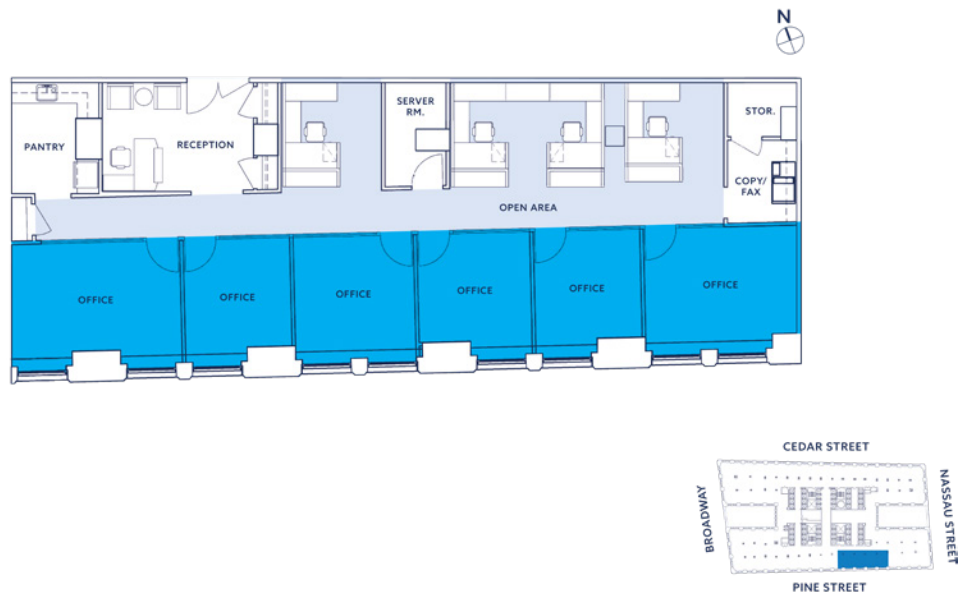 N
SERVER
RM.
STOR.
PANTRY
RECEPTION
COPY/
FAX
OPEN AREA
OFFICE
OFFICE
OFFICE
OFFICE
OFFICE
OFFICE
CEDAR STREET
BROADWAY
NASSAU STREET
PINE STREET